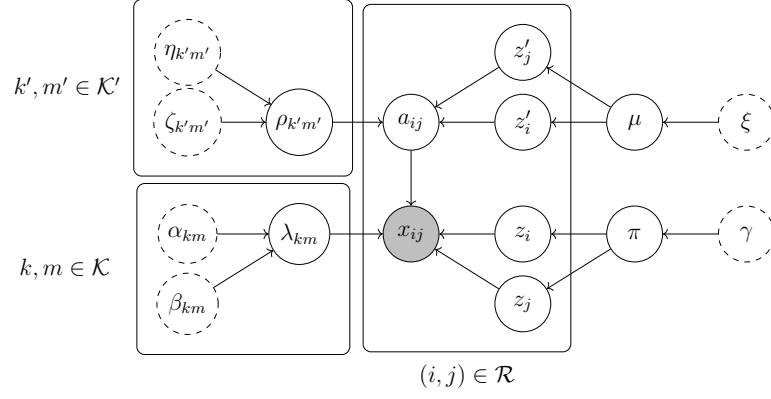 η_{k'm'}
z'_j
k', m' ∈ 𝒦'
ζ_{k'm'}
ρ_{k'm'}
a_{ij}
z'_i
μ
ξ
α_{km}
λ_{km}
x_{ij}
z_i
π
γ
k, m ∈ 𝒦
β_{km}
z_j
(i, j) ∈ ℛ